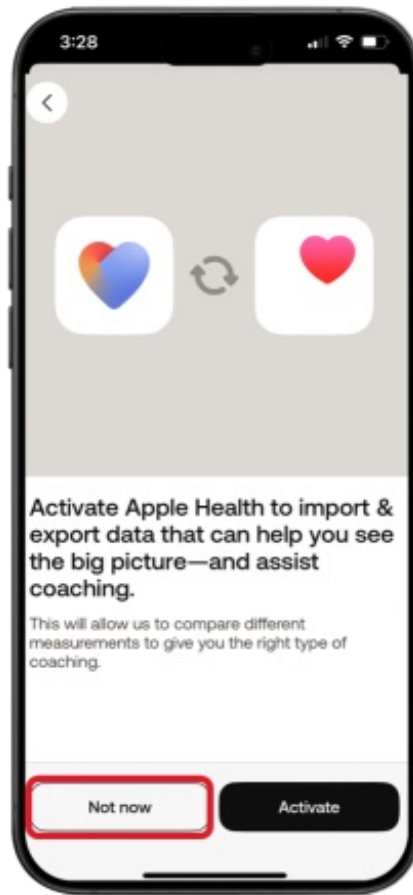 3:28
Activate Apple Health to import &
export data that can help you see
the big picture—and assist
coaching.
This will allow us to compare different
measurements to give you the right type of
coaching.
Not now
Activate